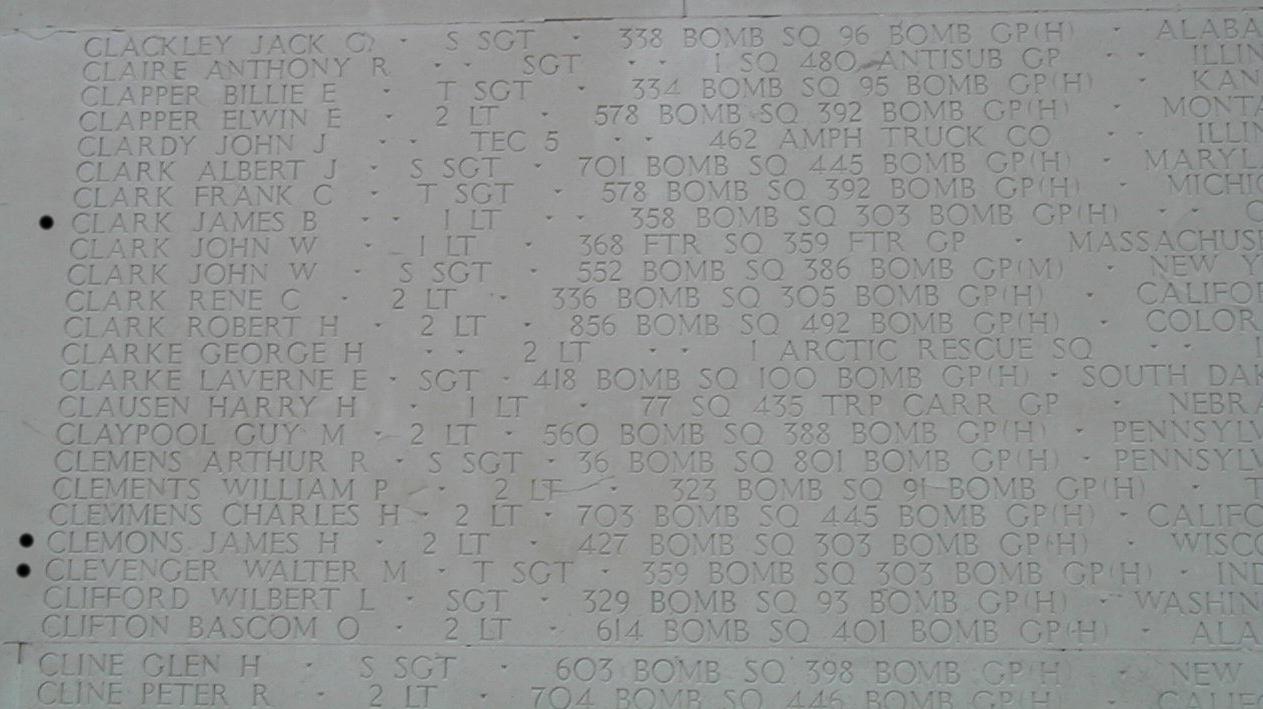 CLACKLEY JACK G · S SGT · 338 BOMB SQ 96 BOMB GP(H) · ALABA
CLAIRE ANTHONY R · · SGT · · 1 SQ 480 ANTISUB GP · · ILLIN
CLAPPER BILLIE E · T SGT · 334 BOMB SQ 95 BOMB GP(H) · KAN
CLAPPER ELWIN E · 2 LT · 578 BOMB SQ 392 BOMB GP(H) · MONTA
CLARDY JOHN J · · TEC 5 · · 462 AMPH TRUCK CO · · ILLIN
CLARK ALBERT J · S SGT · 701 BOMB SQ 445 BOMB GP(H) · MARYLA
CLARK FRANK C · T SGT · 578 BOMB SQ 392 BOMB GP(H) · MICHIG
• CLARK JAMES B · · 1 LT · · 358 BOMB SQ 303 BOMB GP(H) · · O
CLARK JOHN W · 1 LT · 368 FTR SQ 359 FTR GP · MASSACHUSE
CLARK JOHN W · S SGT · 552 BOMB SQ 386 BOMB GP(M) · NEW Y
CLARK RENE C · 2 LT · 336 BOMB SQ 305 BOMB GP(H) · CALIFO
CLARK ROBERT H · 2 LT · 856 BOMB SQ 492 BOMB GP(H) · COLOR
CLARKE GEORGE H · · 2 LT · · 1 ARCTIC RESCUE SQ · · I
CLARKE LAVERNE E · SGT · 418 BOMB SQ 100 BOMB GP(H) · SOUTH DAK
CLAUSEN HARRY H · 1 LT · 77 SQ 435 TRP CARR GP · NEBRA
CLAYPOOL GUY M · 2 LT · 560 BOMB SQ 388 BOMB GP(H) · PENNSYLV
CLEMENS ARTHUR R · S SGT · 36 BOMB SQ 801 BOMB GP(H) · PENNSYLV
CLEMENTS WILLIAM P · 2 LT · 323 BOMB SQ 91 BOMB GP(H) · T
CLEMMENS CHARLES H · 2 LT · 703 BOMB SQ 445 BOMB GP(H) · CALIFO
• CLEMONS JAMES H · 2 LT · 427 BOMB SQ 303 BOMB GP(H) · WISCO
• CLEVENGER WALTER M · T SGT · 359 BOMB SQ 303 BOMB GP(H) · IND
CLIFFORD WILBERT L · SGT · 329 BOMB SQ 93 BOMB GP(H) · WASHIN
CLIFTON BASCOM O · 2 LT · 614 BOMB SQ 401 BOMB GP(H) · ALA
CLINE GLEN H · S SGT · 603 BOMB SQ 398 BOMB GP(H) · NEW
CLINE PETER R · 2 LT · 704 BOMB SQ 446 BOMB GP(H) · CALIFO